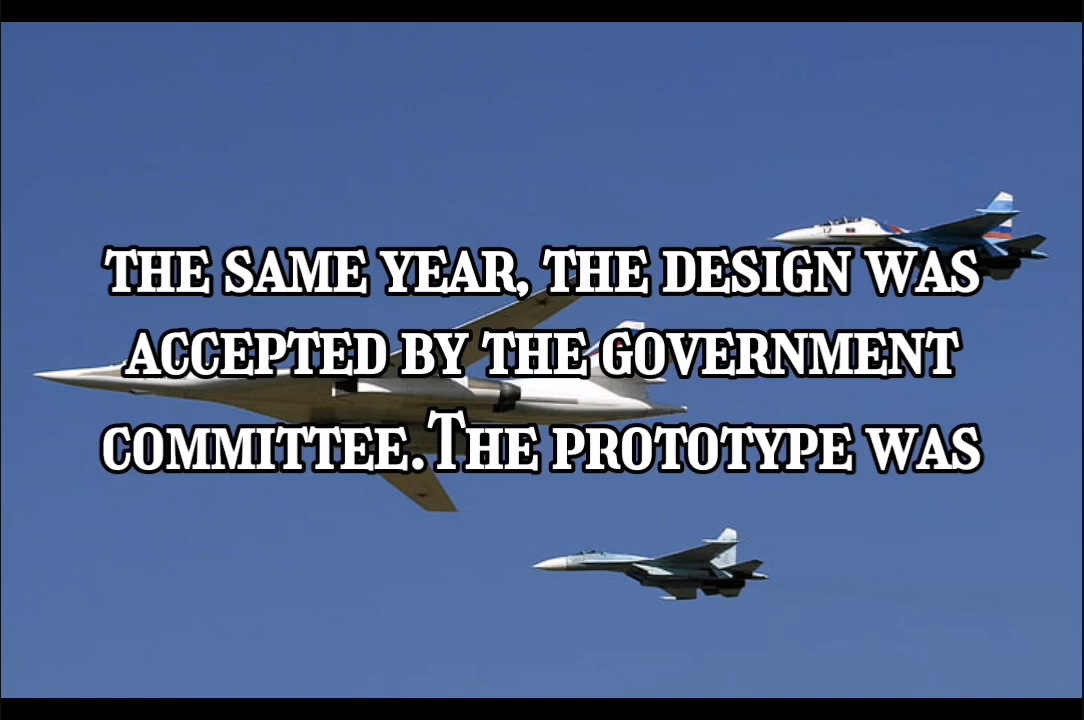 THE SAME YEAR, THE DESIGN WAS
ACCEPTED BY THE GOVERNMENT
COMMITTEE.THE PROTOTYPE WAS